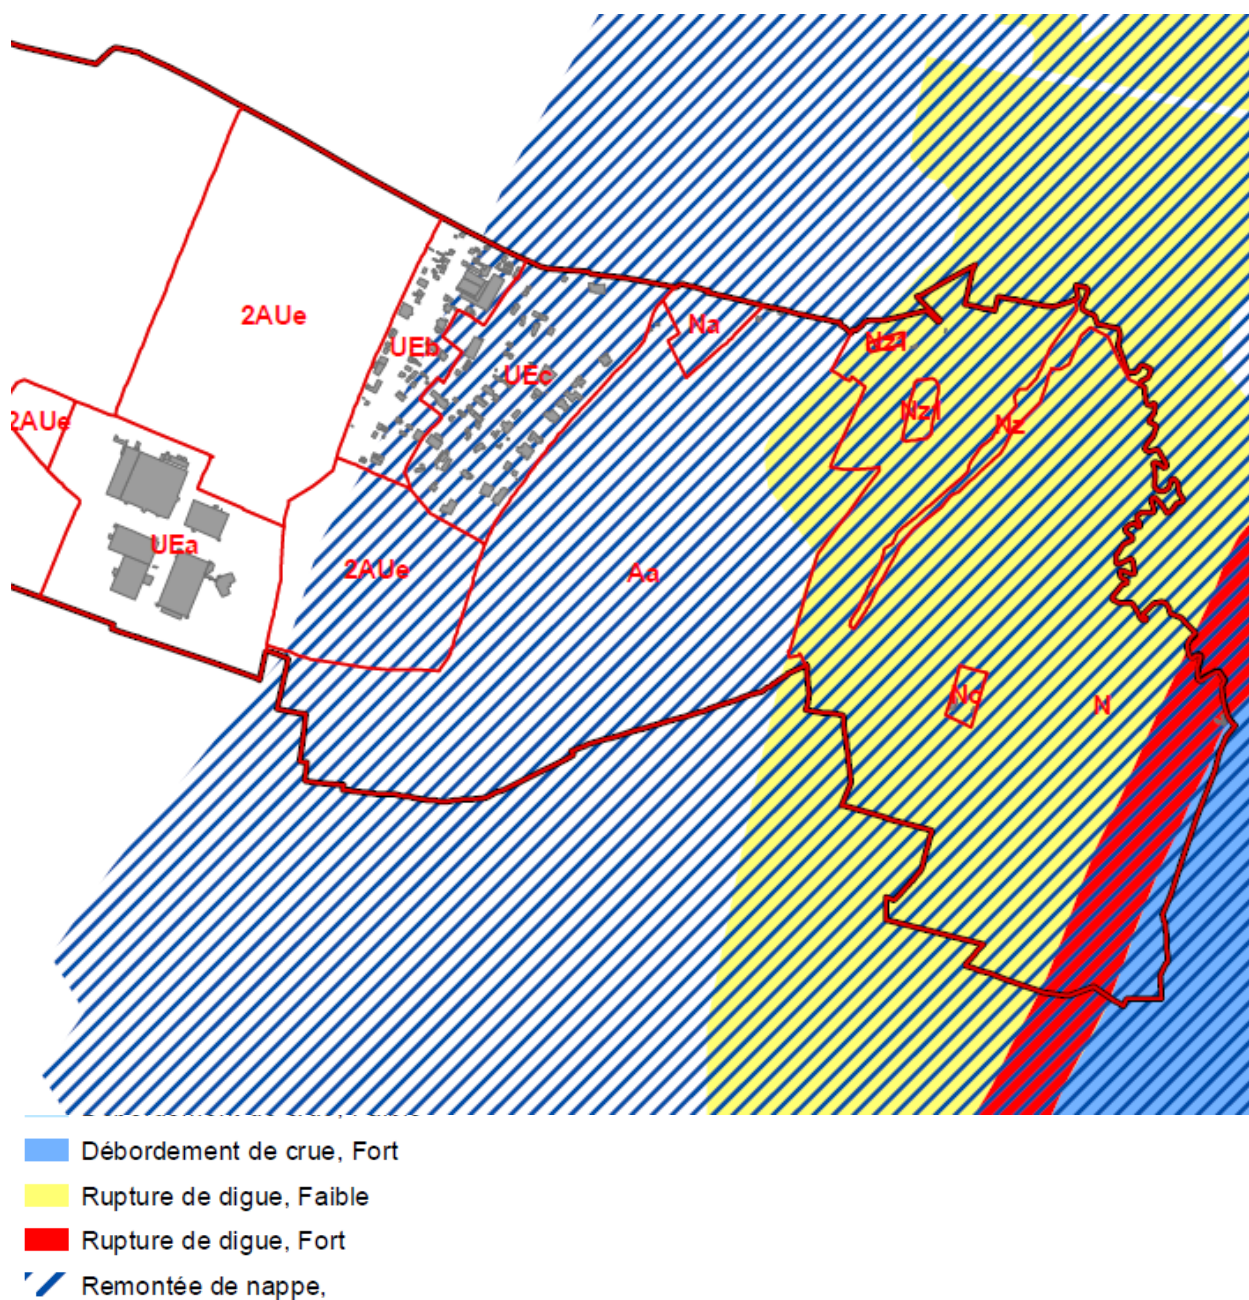 2AUe
Na
Nz1
UEb
UEc
Nz1
Nz
2AUe
UEa
2AUe
Aa
N
Débordement de crue, Fort
Rupture de digue, Faible
Rupture de digue, Fort
Remontée de nappe,